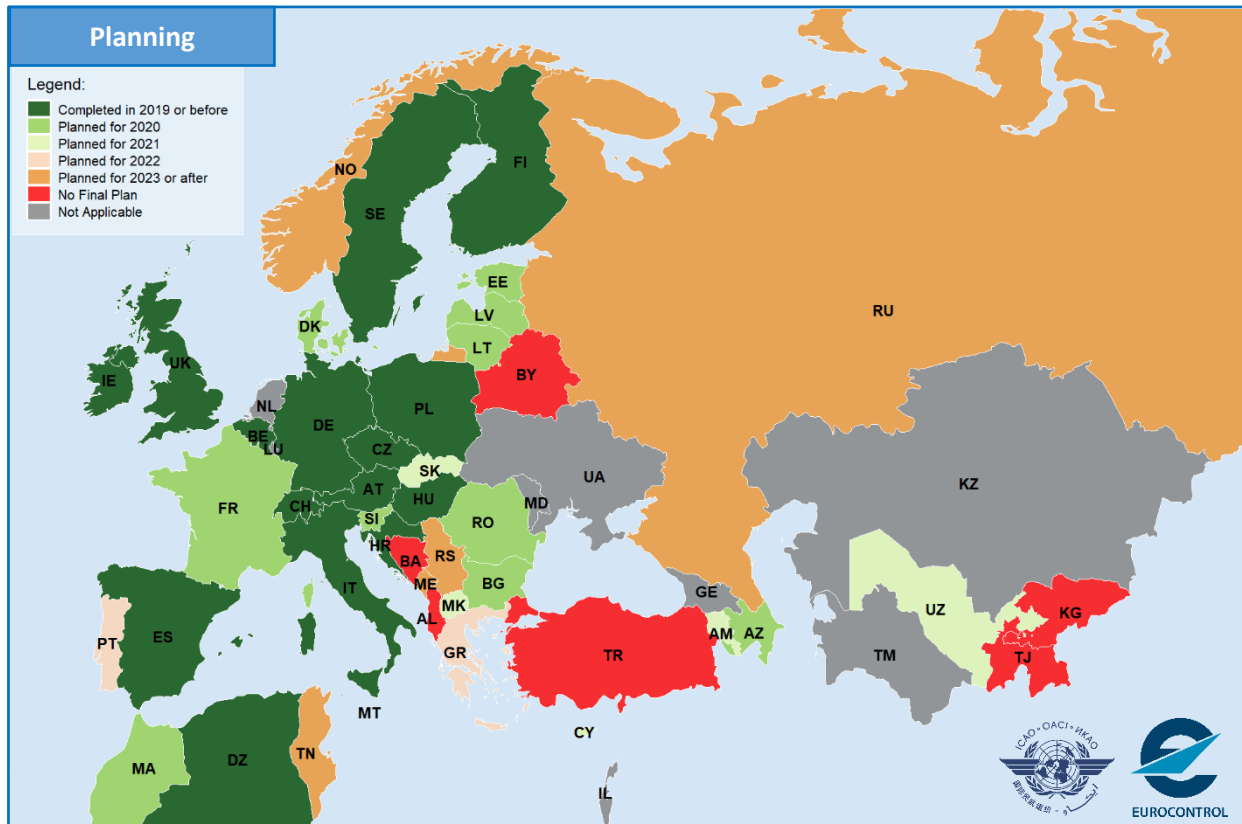 Planning
Legend:
Completed in 2019 or before
Planned for 2020
Planned for 2021
Planned for 2022
Planned for 2023 or after
No Final Plan
Not Applicable
NO
FI
SE
EE
RU
LV
DK
LT
UK
BY
IE
NL
PL
DE
BE
LU
CZ
SK
UA
KZ
AT
HU
CH
FR
MD
SI
RO
HR
BA
RS
IT
ME
BG
GE
MK
UZ
KG
AL
AM
AZ
PT
ES
GR
TR
TM
TJ
MT
CY
TN
DZ
MA
IL
ICAO · OACI · ИКАО
EUROCONTROL